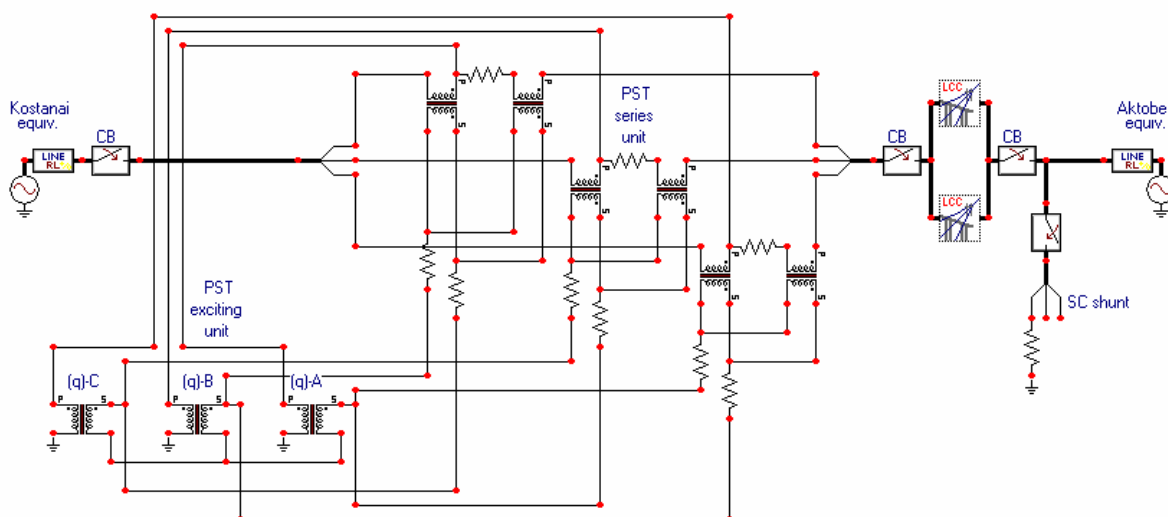 Kostanai
equiv.
CB
LINE
RL
PST
series
unit
P
S
P
S
P
S
CB
LCC
LCC
CB
Aktobe
equiv.
LINE
RL
PST
exciting
unit
SC shunt
(q)-C
(q)-B
(q)-A
P S
P S
P S